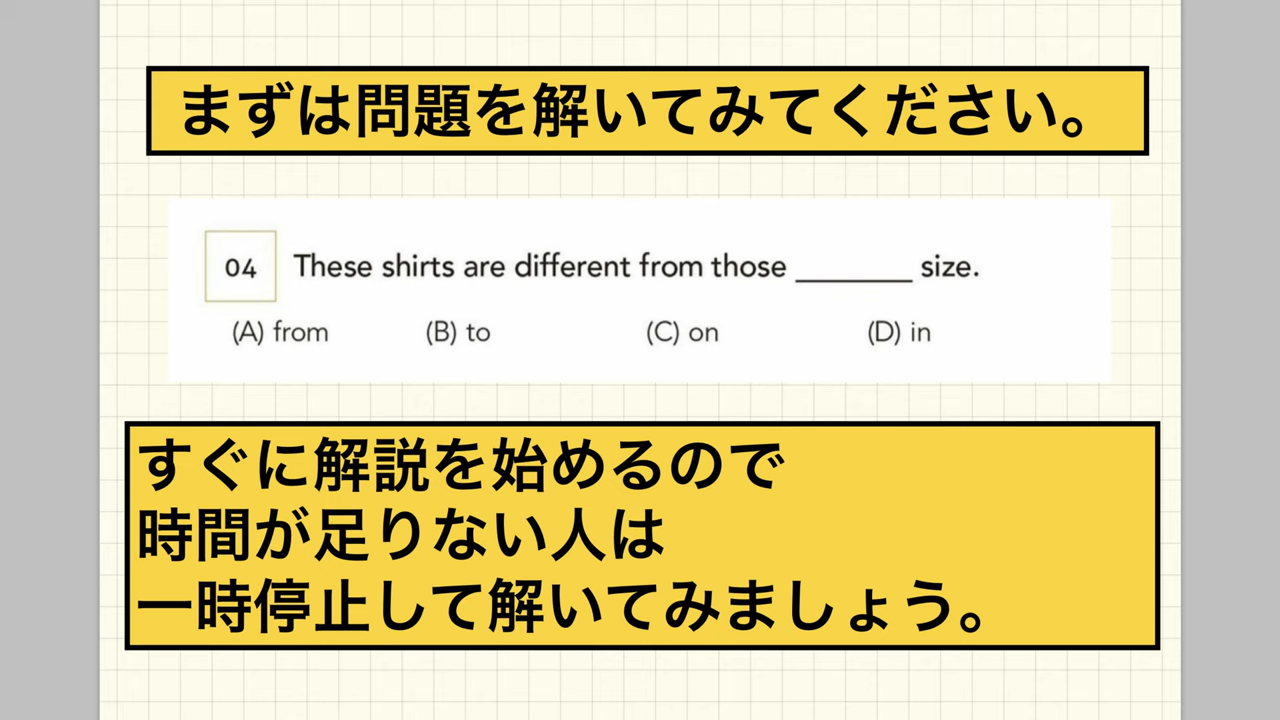 まずは問題を解いてみてください。
04 These shirts are different from those ________ size.
(A) from (B) to (C) on (D) in
すぐに解説を始めるので
時間が足りない人は
一時停止して解いてみましょう。